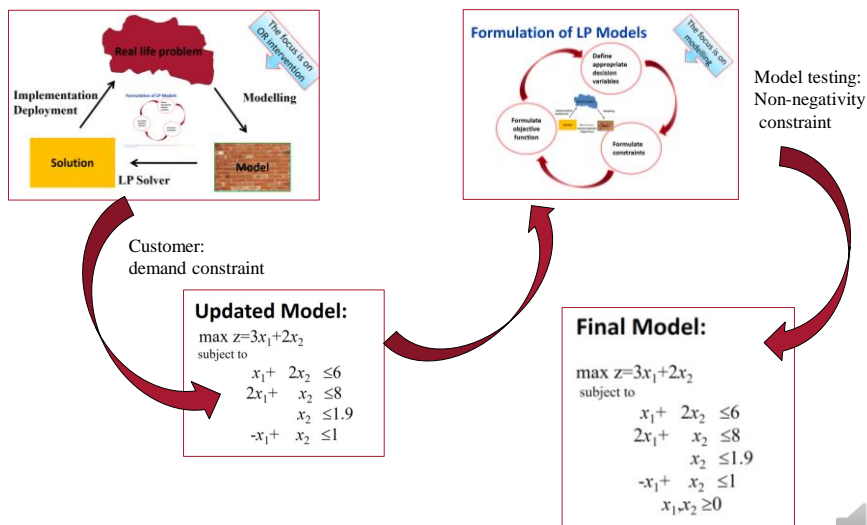 Real life problem
The focus is on
OR intervention
Implementation
Deployment
Formulation of LP Models
Modelling
Solution
Model
LP Solver
Formulation of LP Models
The focus is on
modelling
Define
appropriate
decision
variables
Formulate
objective
function
Formulate
constraints
Model testing:
Non-negativity
constraint
Customer:
demand constraint
Updated Model:
max z=3x₁+2x₂
subject to
x₁+ 2x₂ ≤6
2x₁+ x₂ ≤8
x₂ ≤1.9
-x₁+ x₂ ≤1
Final Model:
max z=3x₁+2x₂
subject to
x₁+ 2x₂ ≤6
2x₁+ x₂ ≤8
x₂ ≤1.9
-x₁+ x₂ ≤1
x₁,x₂ ≥0